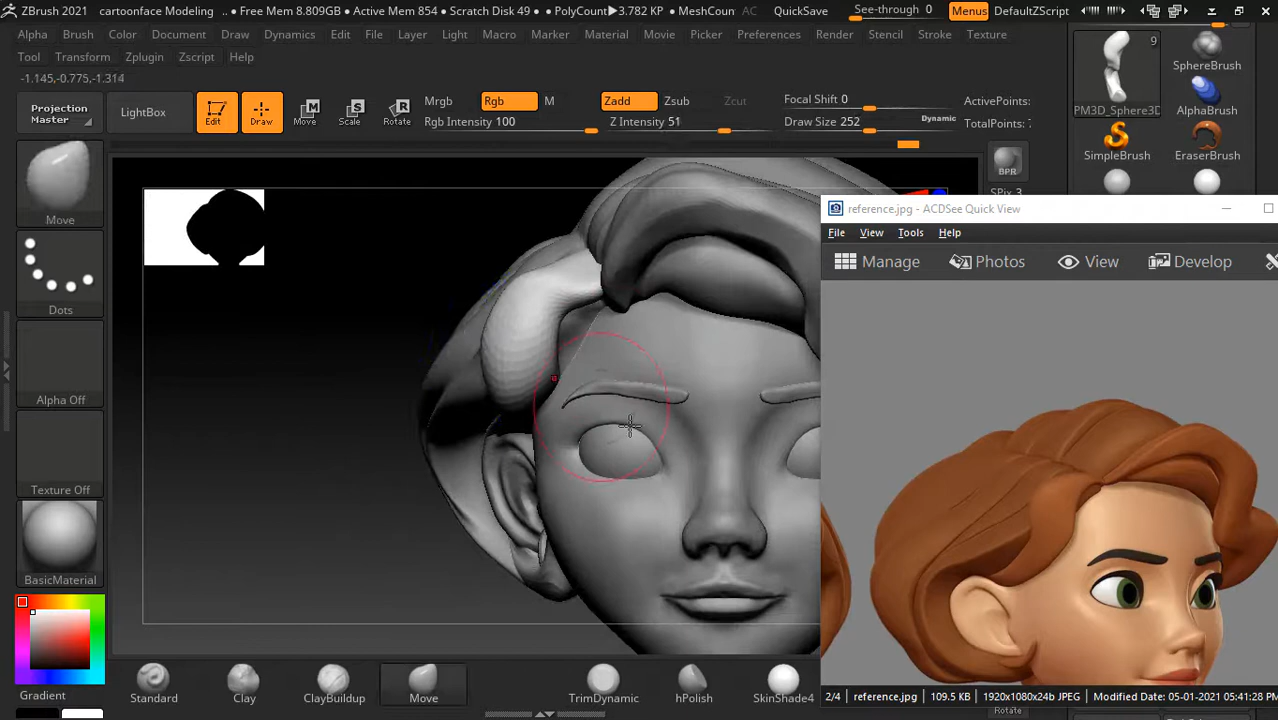 ZBrush 2021 cartoonface Modeling .. • Free Mem 8.809GB • Active Mem 854 • Scratch Disk 49 • PolyCount 3.782 KP • MeshCoun QuickSave See-through 0 Menus DefaultZScript
Alpha Brush Color Document Draw Dynamics Edit File Layer Light Macro Marker Material Movie Picker Preferences Render Stencil Stroke Texture
Tool Transform Zplugin Zscript Help
-1.145,-0.775,-1.314
Projection Master
LightBox
Edit
Draw
Move
Scale
Rotate
Mrgb Rgb M
Rgb Intensity 100
Zadd Zsub Zcut
Z Intensity 51
Focal Shift 0
Draw Size 252 Dynamic
ActivePoints:
TotalPoints: 7
9
PM3D_Sphere3D
SphereBrush
AlphaBrush
SimpleBrush
EraserBrush
Move
Dots
Alpha Off
Texture Off
BasicMaterial
Gradient
BPR
SPix 3
reference.jpg - ACDSee Quick View
File View Tools Help
Manage Photos View Develop
2/4 reference.jpg 109.5 KB 1920x1080x24b JPEG Modified Date: 05-01-2021 5:41:28 PM
Rotate
Standard
Clay
ClayBuildup
Move
TrimDynamic
hPolish
SkinShade4